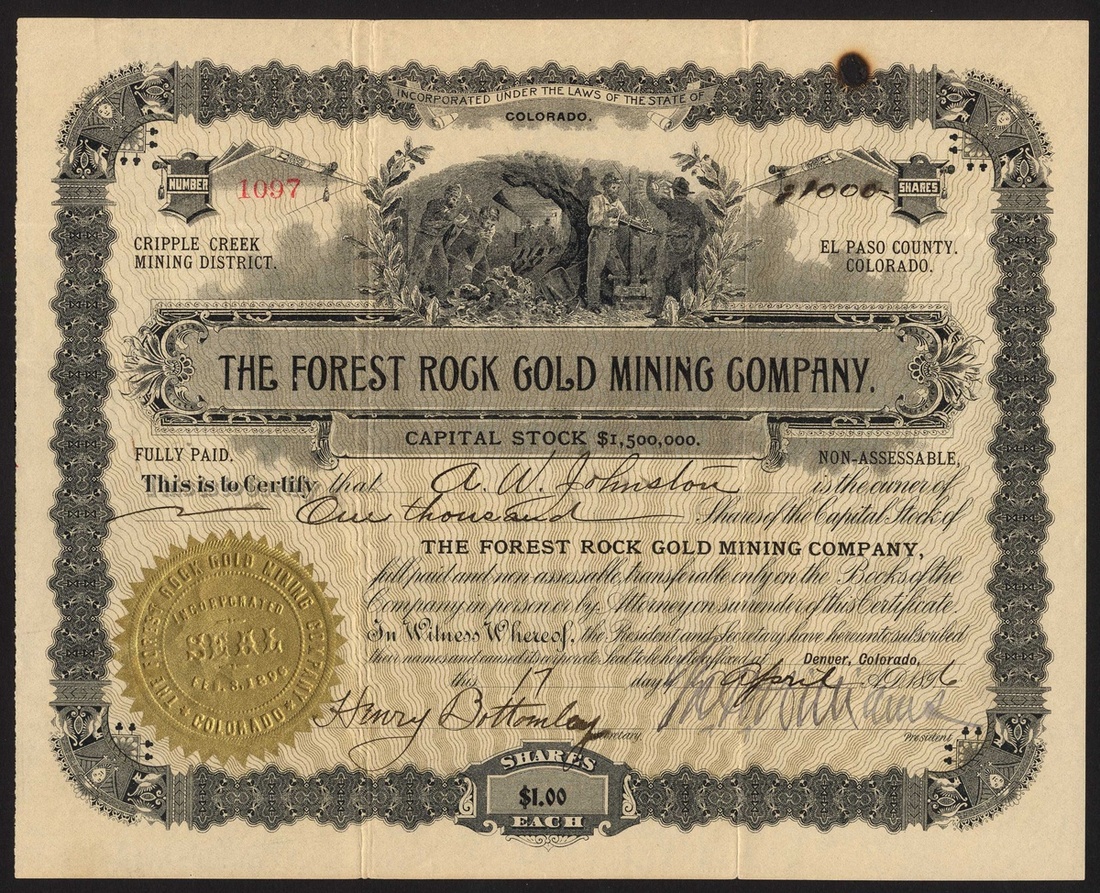 INCORPORATED UNDER THE LAWS OF THE STATE OF
COLORADO.
NUMBER 1097
1000 SHARES
CRIPPLE CREEK
MINING DISTRICT.
EL PASO COUNTY.
COLORADO.
THE FOREST ROCK GOLD MINING COMPANY.
CAPITAL STOCK $1,500,000.
FULLY PAID.
NON-ASSESSABLE,
This is to Certify that A. W. Johnston is the owner of
One thousand Shares of the Capital Stock of
THE FOREST ROCK GOLD MINING COMPANY,
full paid and non assessable, transferable only on the Books of the
Company in person or by Attorney on surrender of this Certificate.
In Witness Whereof, the President and Secretary have hereunto subscribed
their names and caused its corporate Seal to be hereto affixed at Denver, Colorado,
this 17 day of April A.D. 1896
Henry Bottomley Secretary.
Williams President
THE FOREST ROCK GOLD MINING COMPANY
INCORPORATED
SEAL
1896
COLORADO
SHARES
$1.00
EACH